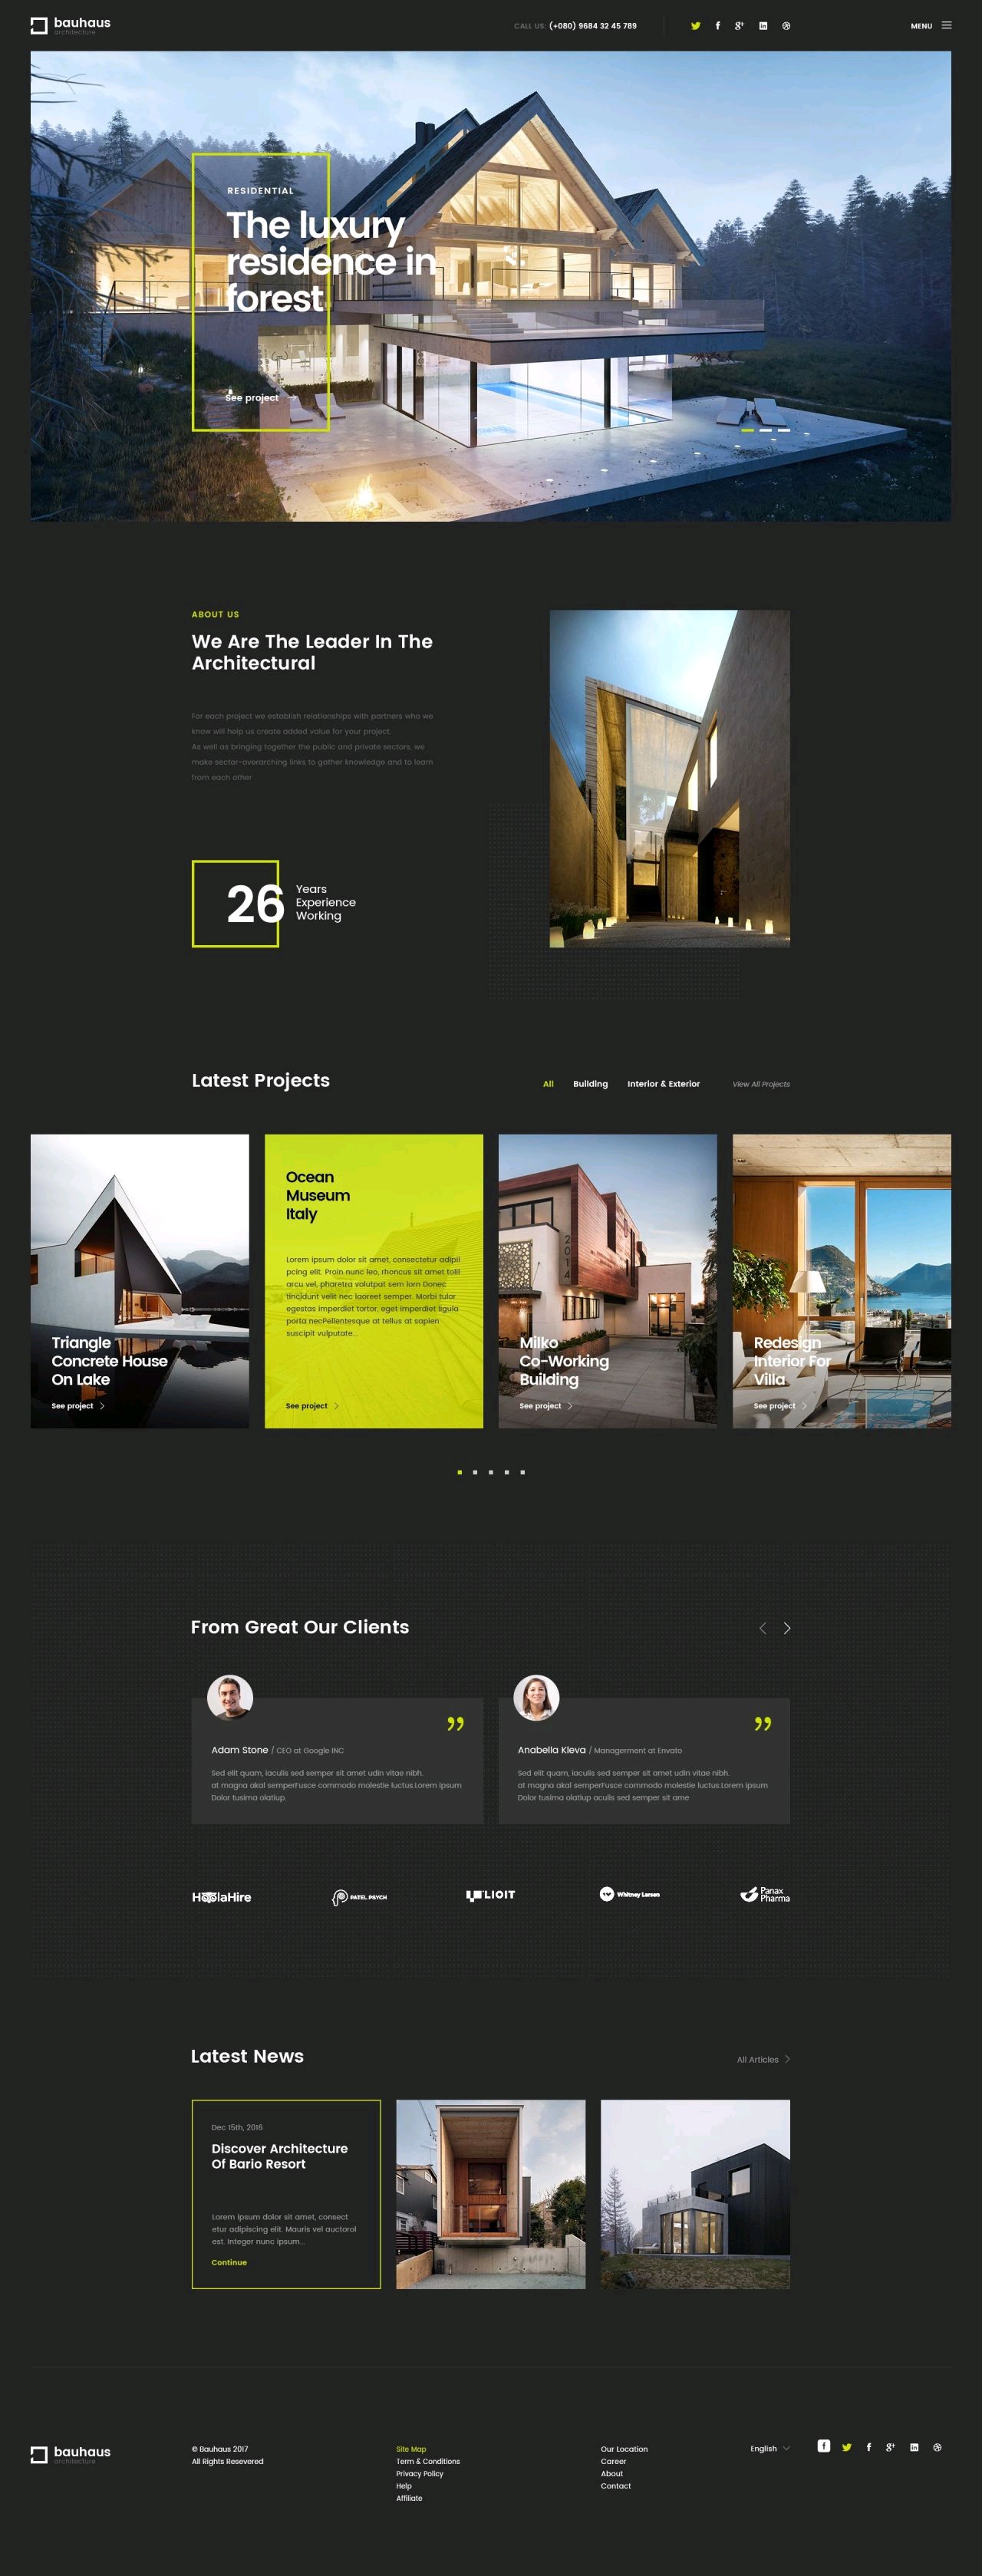 bauhaus
architecture
CALL US: (+080) 9684 32 45 789
MENU
RESIDENTIAL
The luxury
residence in
forest
See project
ABOUT US
We Are The Leader In The
Architectural
For each project we establish relationships with partners who we
know will help us create added value for your project.
As well as bringing together the public and private sectors, we
make sector-overarching links to gather knowledge and to learn
from each other
26
Years
Experience
Working
Latest Projects
All Building Interior & Exterior View All Projects
Triangle
Concrete House
On Lake
See project
Ocean
Museum
Italy
Lorem ipsum dolor sit amet, consectetur adipil
pcing elit. Proin nunc leo, rhoncus sit amet tolil
arcu vel, pharetra volutpat sem lorn Donec
tincidunt velit nec laoreet semper. Morbi tulor
egestas imperdiet tortor, eget imperdiet ligula
porta necPellentesque at tellus at sapien
suscipit vulputate...
See project
2014
Milko
Co-Working
Building
See project
Redesign
Interior For
Villa
See project
From Great Our Clients
Adam Stone / CEO at Google INC
Sed elit quam, iaculis sed semper sit amet udin vitae nibh.
at magna akal semperFusce commodo molestie luctus.Lorem ipsum
Dolor tusima olatiup.
Anabella Kleva / Managerment at Envato
Sed elit quam, iaculis sed semper sit amet udin vitae nibh.
at magna akal semperFusce commodo molestie luctus.Lorem ipsum
Dolor tusima olatiup aculis sed semper sit ame
PATEL PSYCH
Whitney Larsen
Panax
Pharma
Latest News
All Articles
Dec 15th, 2016
Discover Architecture
Of Bario Resort
Lorem ipsum dolor sit amet, consect
etur adipiscing elit. Mauris vel auctorol
est. Integer nunc ipsum...
Continue
bauhaus
architecture
© Bauhaus 2017
All Rights Resevered
Site Map
Term & Conditions
Privacy Policy
Help
Affiliate
Our Location
Career
About
Contact
English